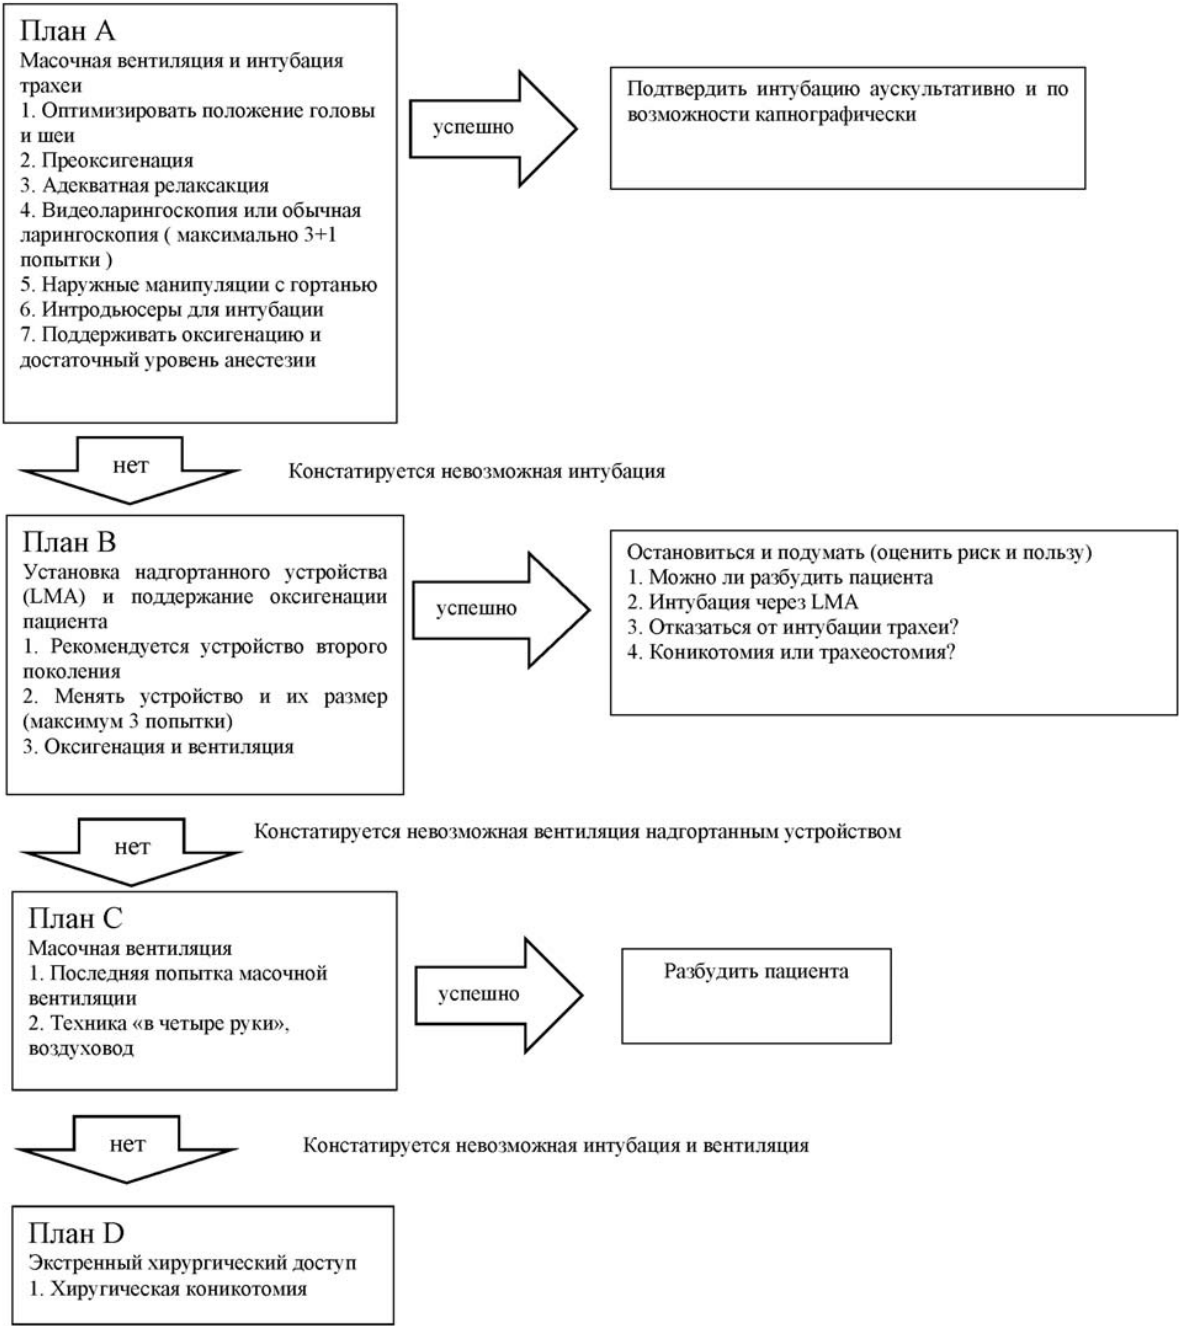 План A
Масочная вентиляция и интубация
трахеи
1. Оптимизировать положение головы
и шеи
2. Преоксигенация
3. Адекватная релаксакция
4. Видеоларингоскопия или обычная
ларингоскопия ( максимально 3+1
попытки )
5. Наружные манипуляции с гортанью
6. Интродьюсеры для интубации
7. Поддерживать оксигенацию и
достаточный уровень анестезии
успешно
Подтвердить интубацию аускультативно и по
возможности капнографически
нет
Констатируется невозможная интубация
План B
Установка надгортанного устройства
(LMA) и поддержание оксигенации
пациента
1. Рекомендуется устройство второго
поколения
2. Менять устройство и их размер
(максимум 3 попытки)
3. Оксигенация и вентиляция
успешно
Остановиться и подумать (оценить риск и пользу)
1. Можно ли разбудить пациента
2. Интубация через LMA
3. Отказаться от интубации трахеи?
4. Коникотомия или трахеостомия?
нет
Констатируется невозможная вентиляция надгортанным устройством
План C
Масочная вентиляция
1. Последняя попытка масочной
вентиляции
2. Техника «в четыре руки»,
воздуховод
успешно
Разбудить пациента
нет
Констатируется невозможная интубация и вентиляция
План D
Экстренный хирургический доступ
1. Хиругическая коникотомия